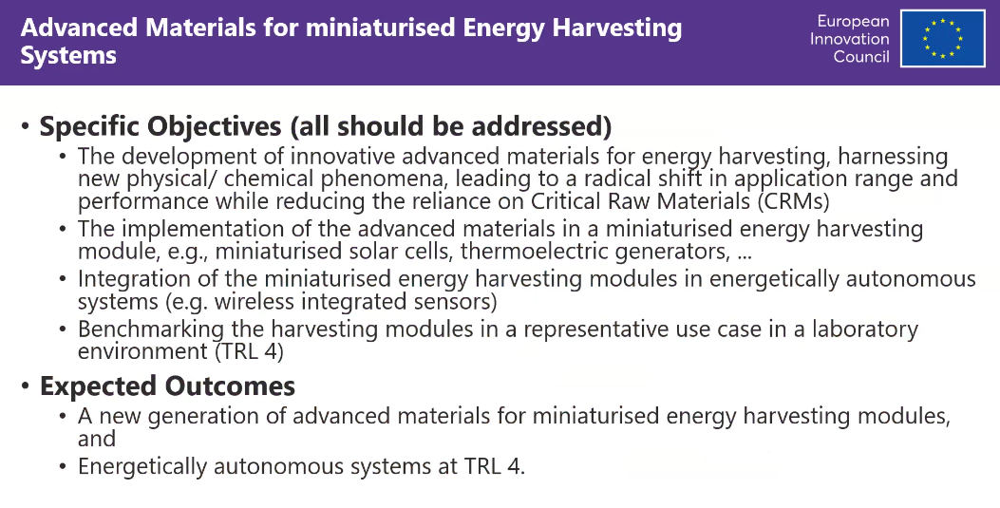 Advanced Materials for miniaturised Energy Harvesting
Systems
European
Innovation
Council
• Specific Objectives (all should be addressed)
• The development of innovative advanced materials for energy harvesting, harnessing
new physical/ chemical phenomena, leading to a radical shift in application range and
performance while reducing the reliance on Critical Raw Materials (CRMs)
• The implementation of the advanced materials in a miniaturised energy harvesting
module, e.g., miniaturised solar cells, thermoelectric generators, ...
• Integration of the miniaturised energy harvesting modules in energetically autonomous
systems (e.g. wireless integrated sensors)
• Benchmarking the harvesting modules in a representative use case in a laboratory
environment (TRL 4)
• Expected Outcomes
• A new generation of advanced materials for miniaturised energy harvesting modules,
and
• Energetically autonomous systems at TRL 4.